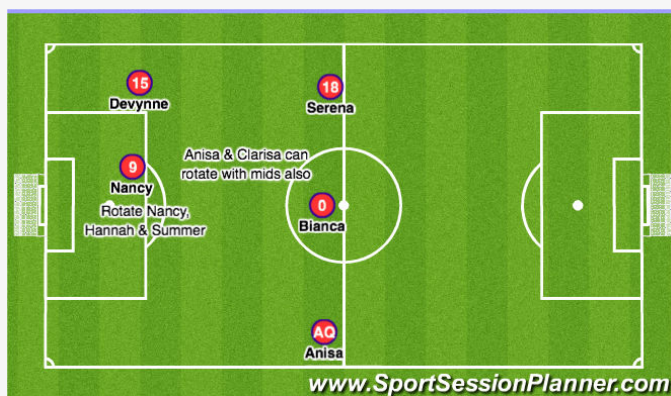 15
Devynne
18
Serena
Anisa & Clarisa can
rotate with mids also
9
Nancy
Rotate Nancy,
Hannah & Summer
0
Bianca
AQ
Anisa
www.SportSessionPlanner.com